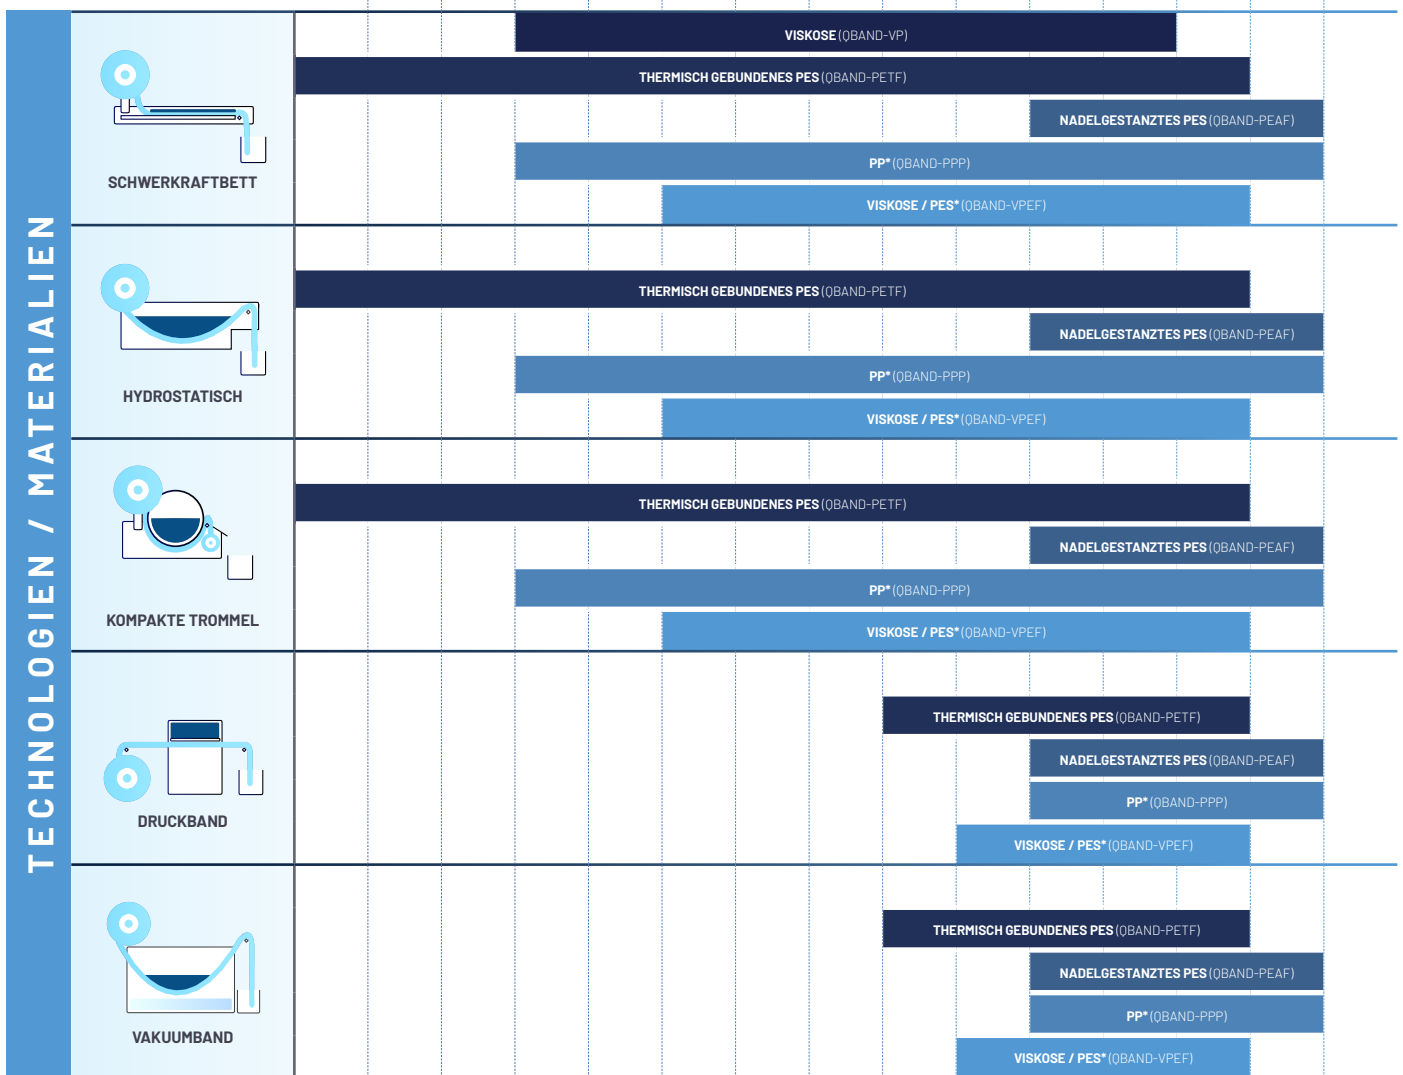 TECHNOLOGIEN / MATERIALIEN
SCHWERKRAFTBETT
VISKOSE (QBAND-VP)
THERMISCH GEBUNDENES PES (QBAND-PETF)
NADELGESTANZTES PES (QBAND-PEAF)
PP* (QBAND-PPP)
VISKOSE / PES* (QBAND-VPEF)
HYDROSTATISCH
THERMISCH GEBUNDENES PES (QBAND-PETF)
NADELGESTANZTES PES (QBAND-PEAF)
PP* (QBAND-PPP)
VISKOSE / PES* (QBAND-VPEF)
KOMPAKTE TROMMEL
THERMISCH GEBUNDENES PES (QBAND-PETF)
NADELGESTANZTES PES (QBAND-PEAF)
PP* (QBAND-PPP)
VISKOSE / PES* (QBAND-VPEF)
DRUCKBAND
THERMISCH GEBUNDENES PES (QBAND-PETF)
NADELGESTANZTES PES (QBAND-PEAF)
PP* (QBAND-PPP)
VISKOSE / PES* (QBAND-VPEF)
VAKUUMBAND
THERMISCH GEBUNDENES PES (QBAND-PETF)
NADELGESTANZTES PES (QBAND-PEAF)
PP* (QBAND-PPP)
VISKOSE / PES* (QBAND-VPEF)